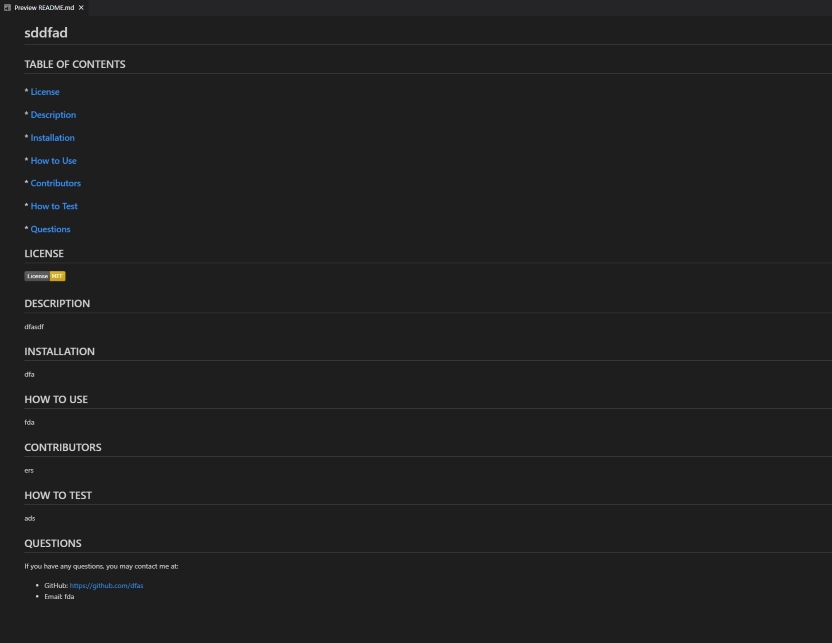 Preview README.md ×
sddfad
TABLE OF CONTENTS
* License
* Description
* Installation
* How to Use
* Contributors
* How to Test
* Questions
LICENSE
License MIT
DESCRIPTION
dfasdf
INSTALLATION
dfa
HOW TO USE
fda
CONTRIBUTORS
ers
HOW TO TEST
ads
QUESTIONS
If you have any questions, you may contact me at:
• GitHub: https://github.com/dfas
• Email: fda